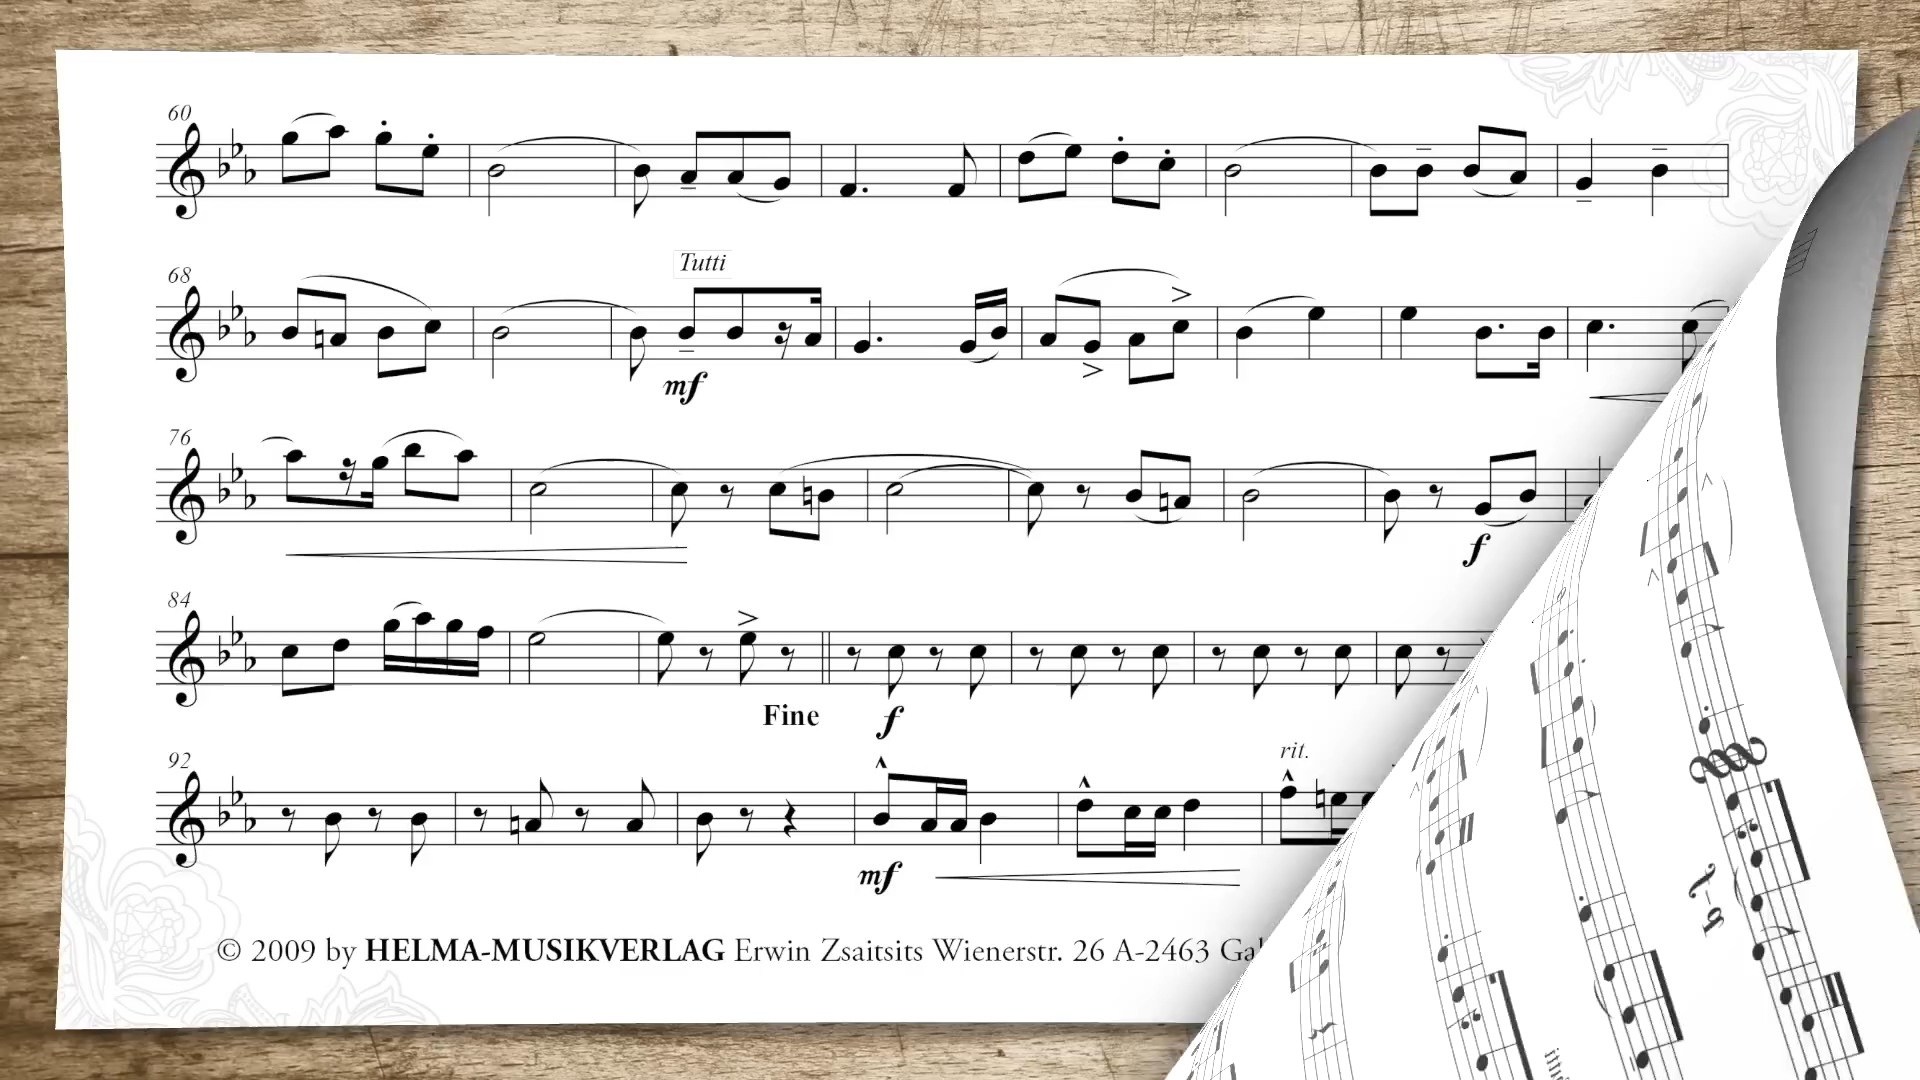 60
68
Tutti
mf
76
f
84
Fine
f
92
rit.
mf
© 2009 by HELMA-MUSIKVERLAG Erwin Zsaitsits Wienerstr. 26 A-2463